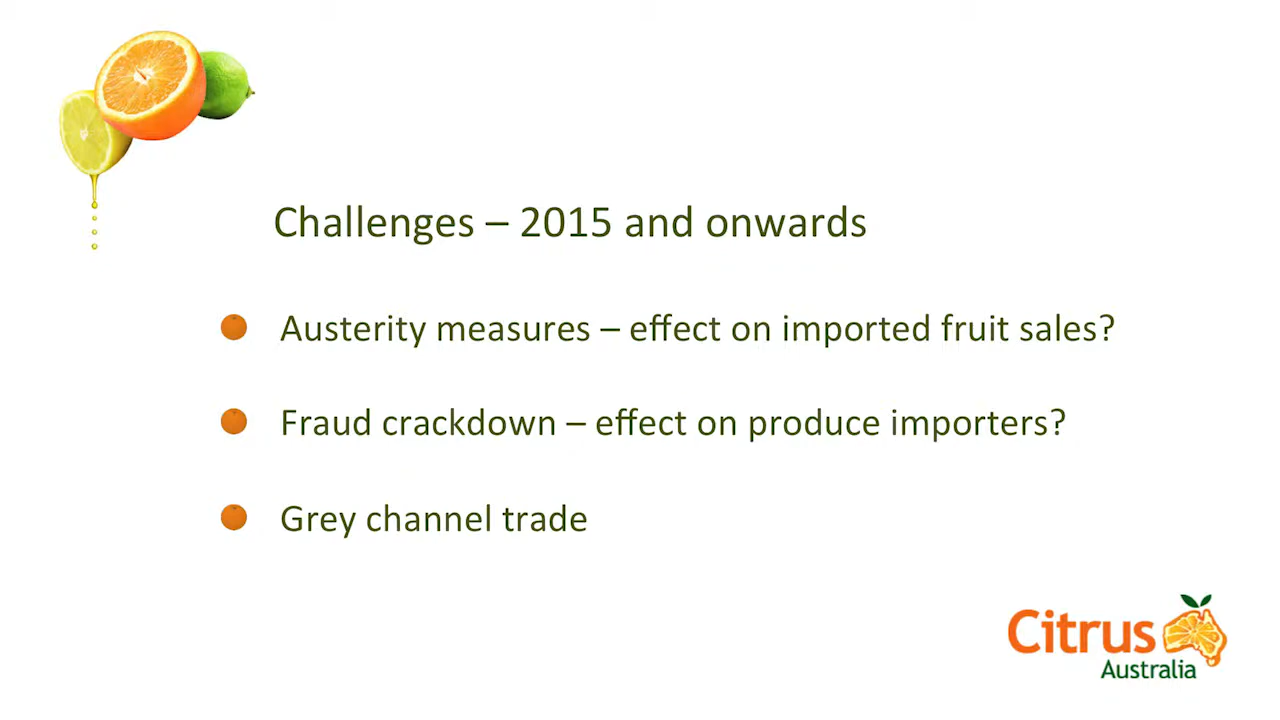 Challenges – 2015 and onwards
Austerity measures – effect on imported fruit sales?
Fraud crackdown – effect on produce importers?
Grey channel trade
Citrus
Australia